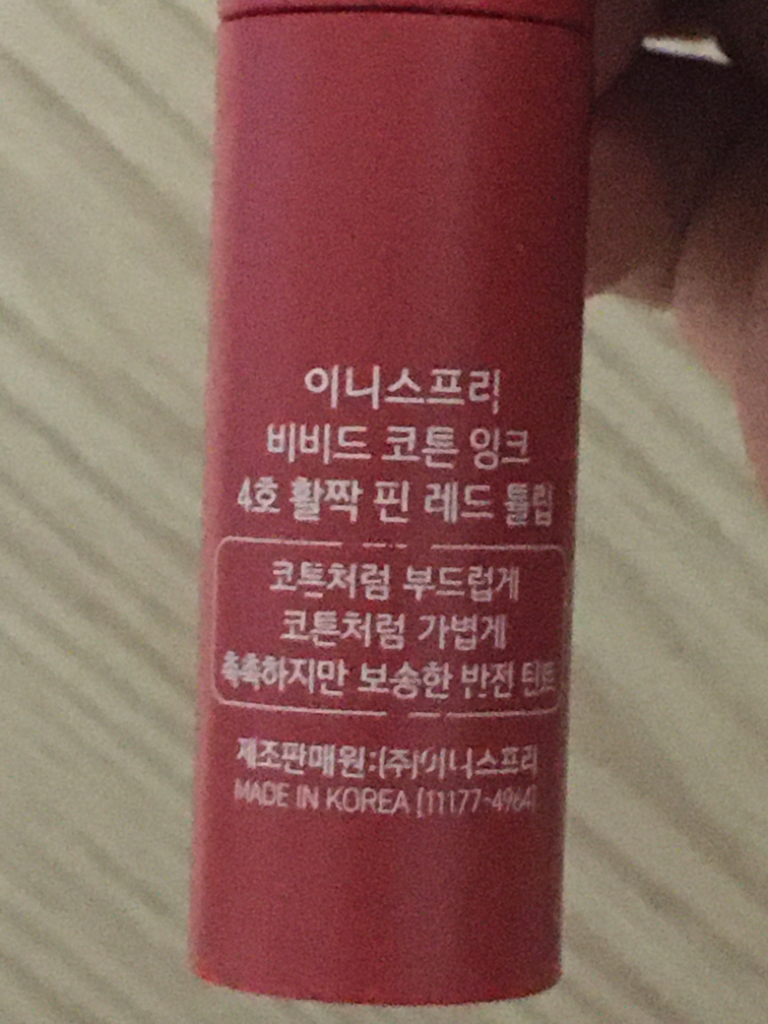 이니스프리
비비드 코튼 잉크
4호 활짝 핀 레드 튤립
코튼처럼 부드럽게
코튼처럼 가볍게
촉촉하지만 보송한 반전 틴트
제조판매원:(주)이니스프리
MADE IN KOREA [11177-4964]